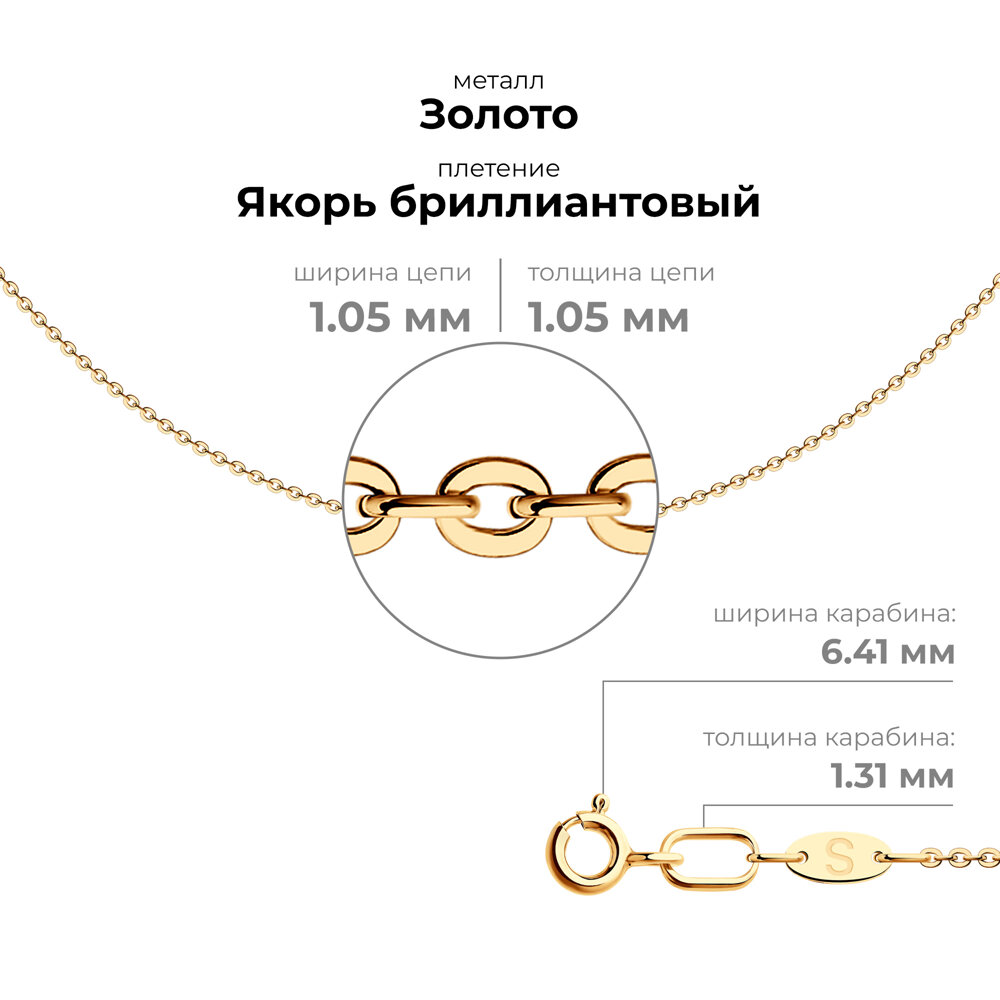 металл
Золото
плетение
Якорь бриллиантовый
ширина цепи
1.05 мм
толщина цепи
1.05 мм
ширина карабина:
6.41 мм
толщина карабина:
1.31 мм
S